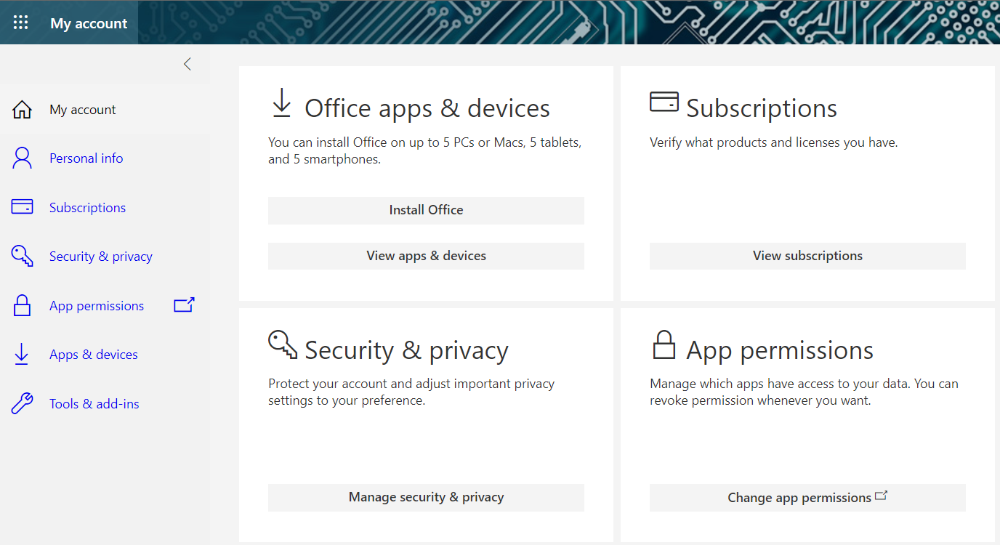 My account
My account
Personal info
Subscriptions
Security & privacy
App permissions
Apps & devices
Tools & add-ins
Office apps & devices
You can install Office on up to 5 PCs or Macs, 5 tablets,
and 5 smartphones.
Install Office
View apps & devices
Subscriptions
Verify what products and licenses you have.
View subscriptions
Security & privacy
Protect your account and adjust important privacy
settings to your preference.
Manage security & privacy
App permissions
Manage which apps have access to your data. You can
revoke permission whenever you want.
Change app permissions